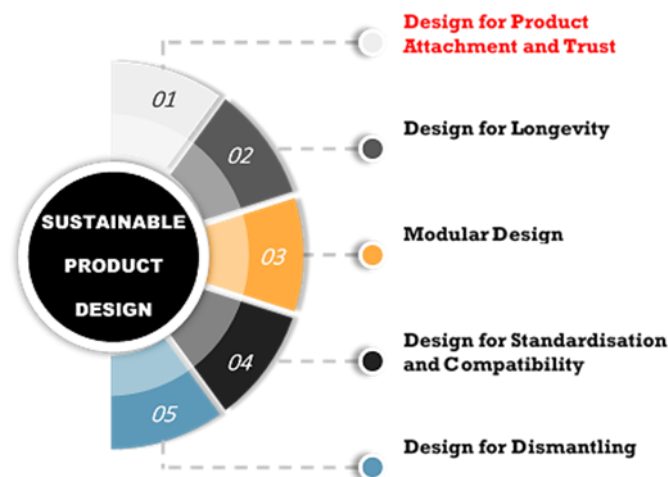 Design for Product
Attachment and Trust
01
Design for Longevity
02
SUSTAINABLE
PRODUCT
DESIGN
Modular Design
03
Design for Standardisation
and Compatibility
04
Design for Dismantling
05